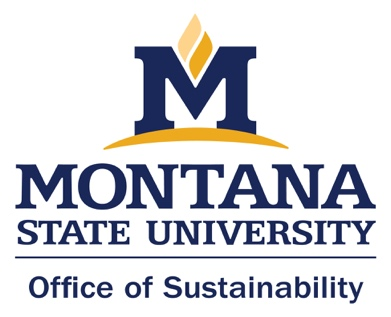 M
MONTANA
STATE UNIVERSITY
Office of Sustainability